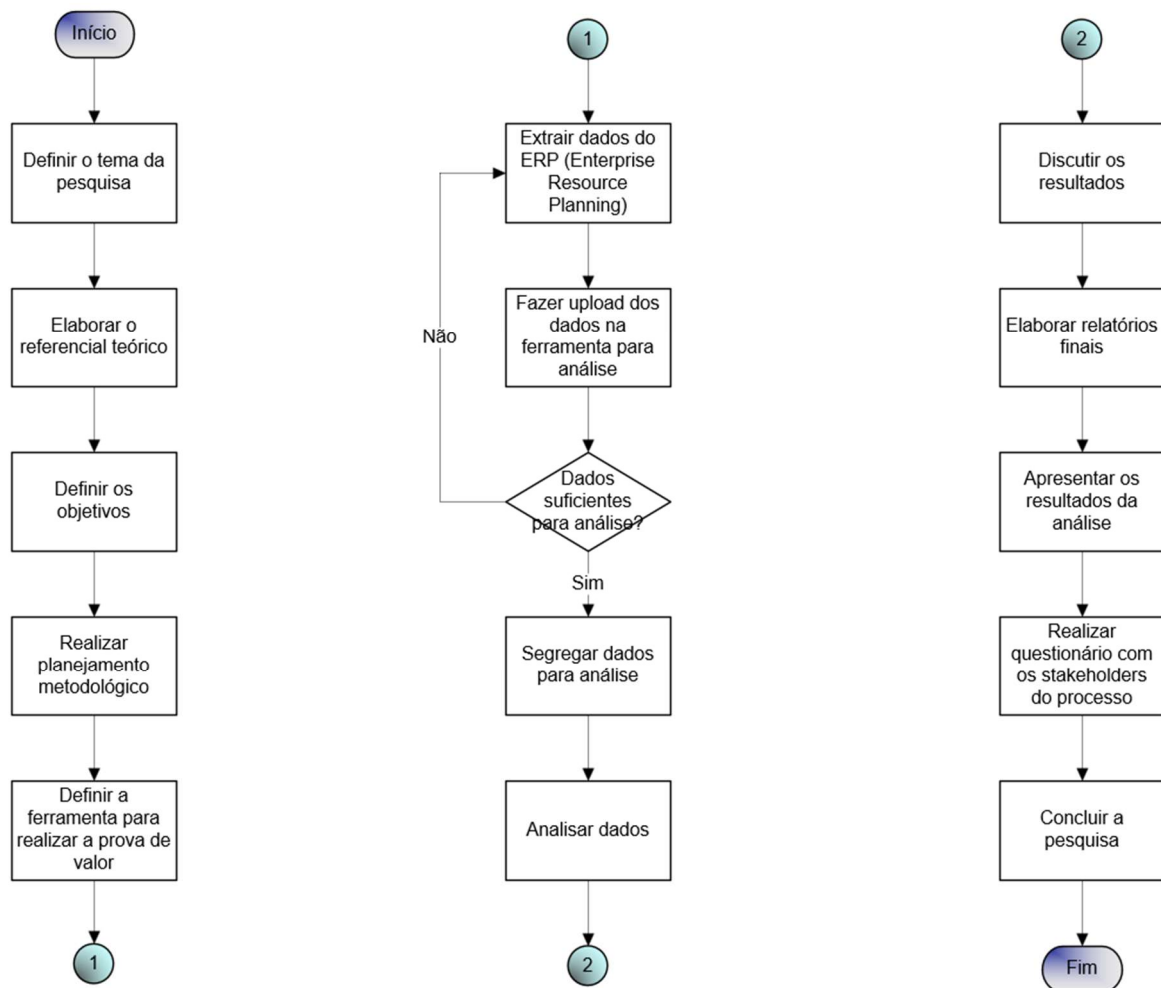 Início
Definir o tema da
pesquisa
Elaborar o
referencial teórico
Definir os
objetivos
Realizar
planejamento
metodológico
Definir a
ferramenta para
realizar a prova de
valor
1
1
Extrair dados do
ERP (Enterprise
Resource
Planning)
Fazer upload dos
dados na
ferramenta para
análise
Não
Dados
suficientes
para análise?
Sim
Segregar dados
para análise
Analisar dados
2
2
Discutir os
resultados
Elaborar relatórios
finais
Apresentar os
resultados da
análise
Realizar
questionário com
os stakeholders
do processo
Concluir a
pesquisa
Fim